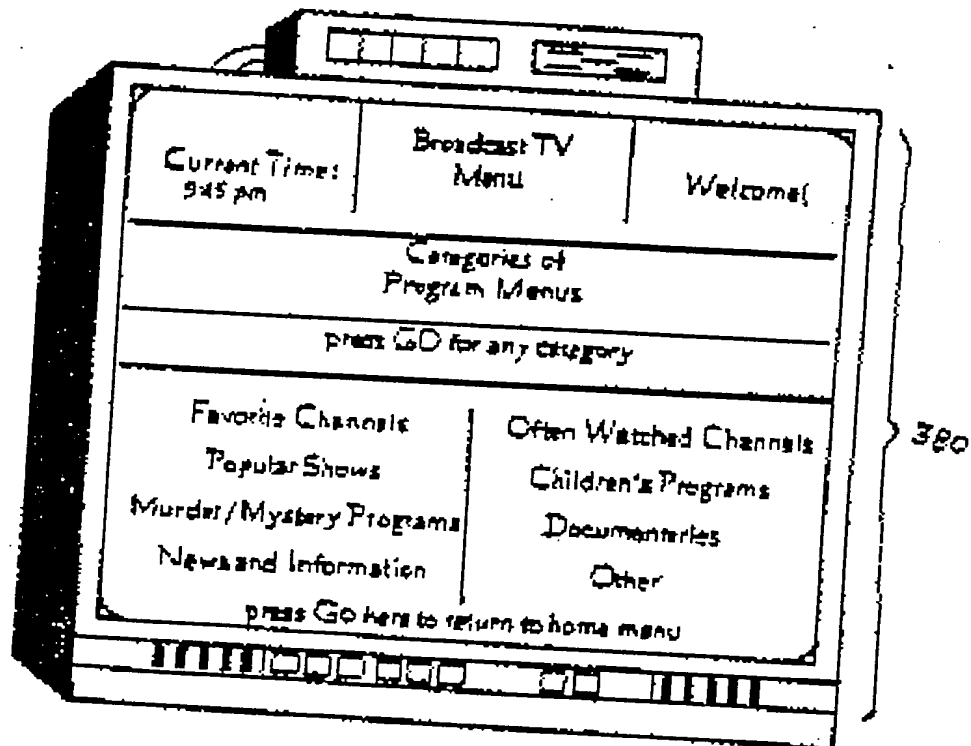 Current Time:
9:45 pm
Broadcast TV
Menu
Welcome!
Categories of
Program Menus
press GO for any category
Favorite Channels
Popular Shows
Murder/Mystery Programs
News and Information
Often Watched Channels
Children's Programs
Documentaries
Other
press Go here to return to home menu
380